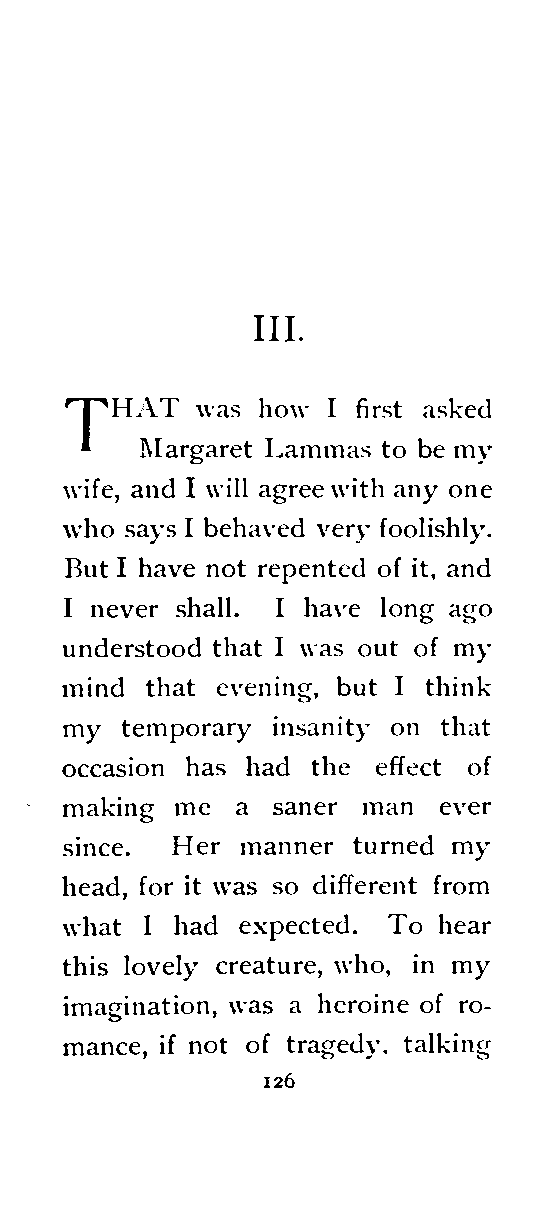 III.
THAT was how I first asked
Margaret Lammas to be my
wife, and I will agree with any one
who says I behaved very foolishly.
But I have not repented of it, and
I never shall. I have long ago
understood that I was out of my
mind that evening, but I think
my temporary insanity on that
occasion has had the effect of
making me a saner man ever
since. Her manner turned my
head, for it was so different from
what I had expected. To hear
this lovely creature, who, in my
imagination, was a heroine of ro-
mance, if not of tragedy, talking
126